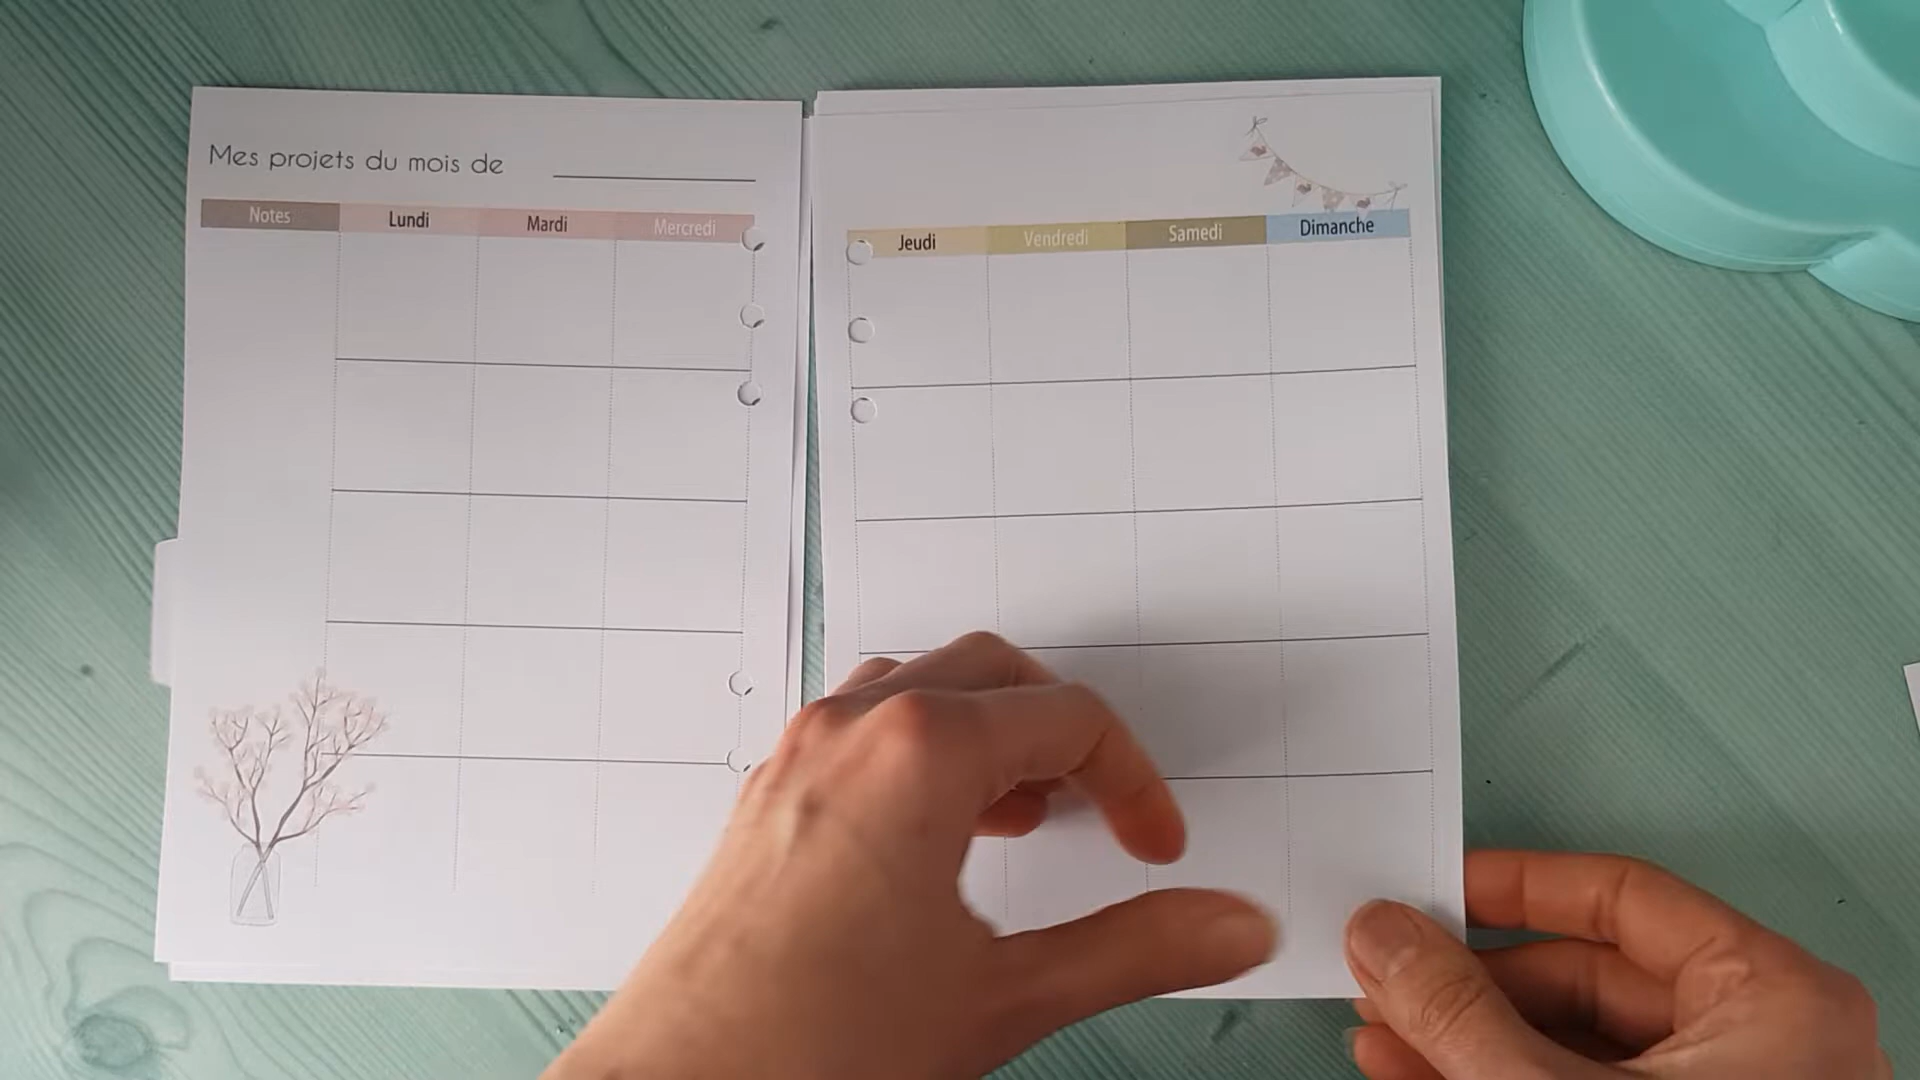 Mes projets du mois de
Notes Lundi Mardi Mercredi
Jeudi Vendredi Samedi Dimanche